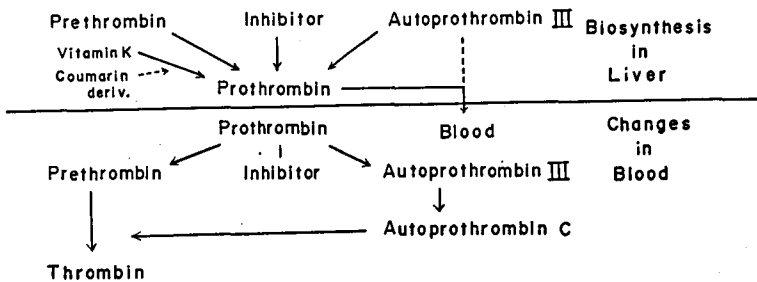 Prethrombin Inhibitor Autoprothrombin III Biosynthesis
Vitamin K in
Coumarin Liver
deriv. Prothrombin
Prothrombin Blood Changes
in
Prethrombin Inhibitor Autoprothrombin III Blood
Autoprothrombin C
Thrombin